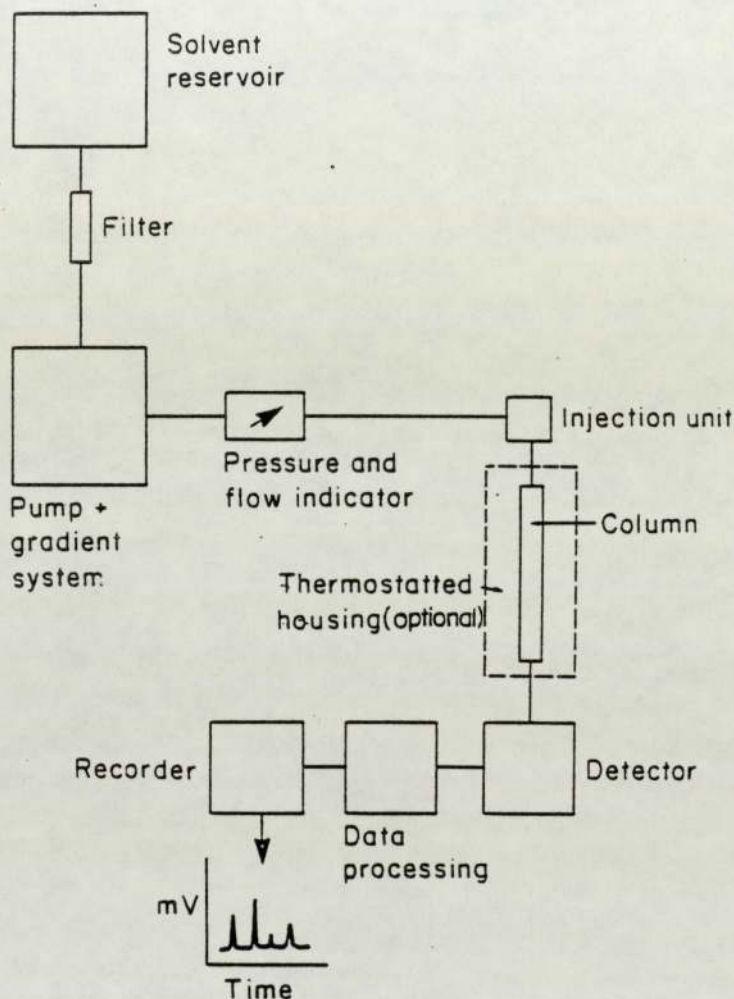 Solvent
reservoir
Filter
Pump +
gradient
system
Pressure and
flow indicator
Injection unit
Column
Thermostatted
housing(optional)
Recorder
Data
processing
Detector
mV
Time